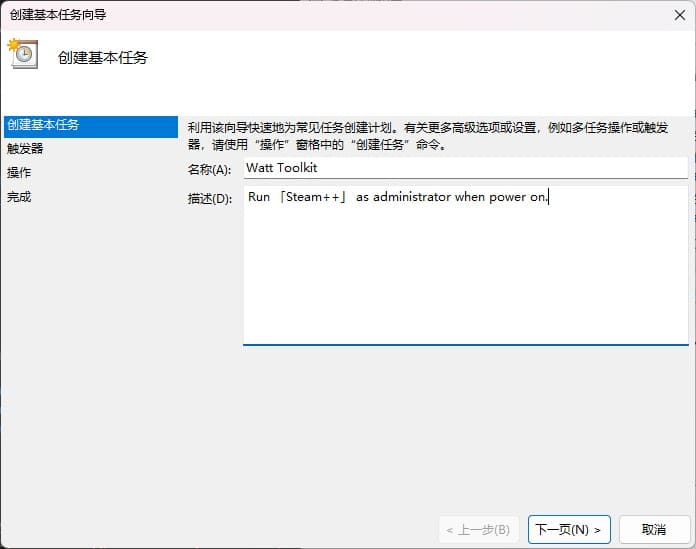 创建基本任务向导
创建基本任务
创建基本任务
触发器
操作
完成
利用该向导快速地为常见任务创建计划。有关更多高级选项或设置，例如多任务操作或触发
器，请使用"操作"窗格中的"创建任务"命令。
名称(A): Watt Toolkit
描述(D): Run 「Steam++」 as administrator when power on.
< 上一步(B) 下一页(N) > 取消